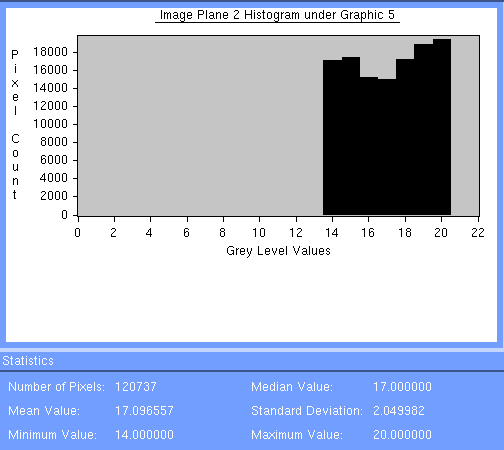 Image Plane 2 Histogram under Graphic 5
Pixel Count
18000
16000
14000
12000
10000
8000
6000
4000
2000
0
0 2 4 6 8 10 12 14 16 18 20 22
Grey Level Values
Statistics
Number of Pixels: 120737 Median Value: 17.000000
Mean Value: 17.096557 Standard Deviation: 2.049982
Minimum Value: 14.000000 Maximum Value: 20.000000